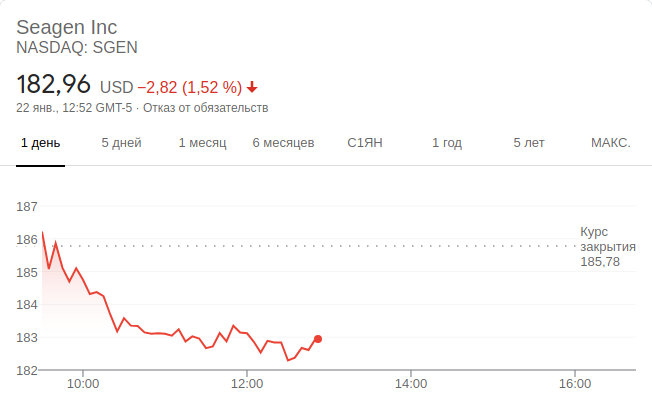 Seagen Inc
NASDAQ: SGEN
182,96 USD −2,82 (1,52 %)
22 янв., 12:52 GMT-5 · Отказ от обязательств
1 день 5 дней 1 месяц 6 месяцев С1ЯН 1 год 5 лет МАКС.
187
186
185
184
183
182
Курс
закрытия
185,78
10:00 12:00 14:00 16:00